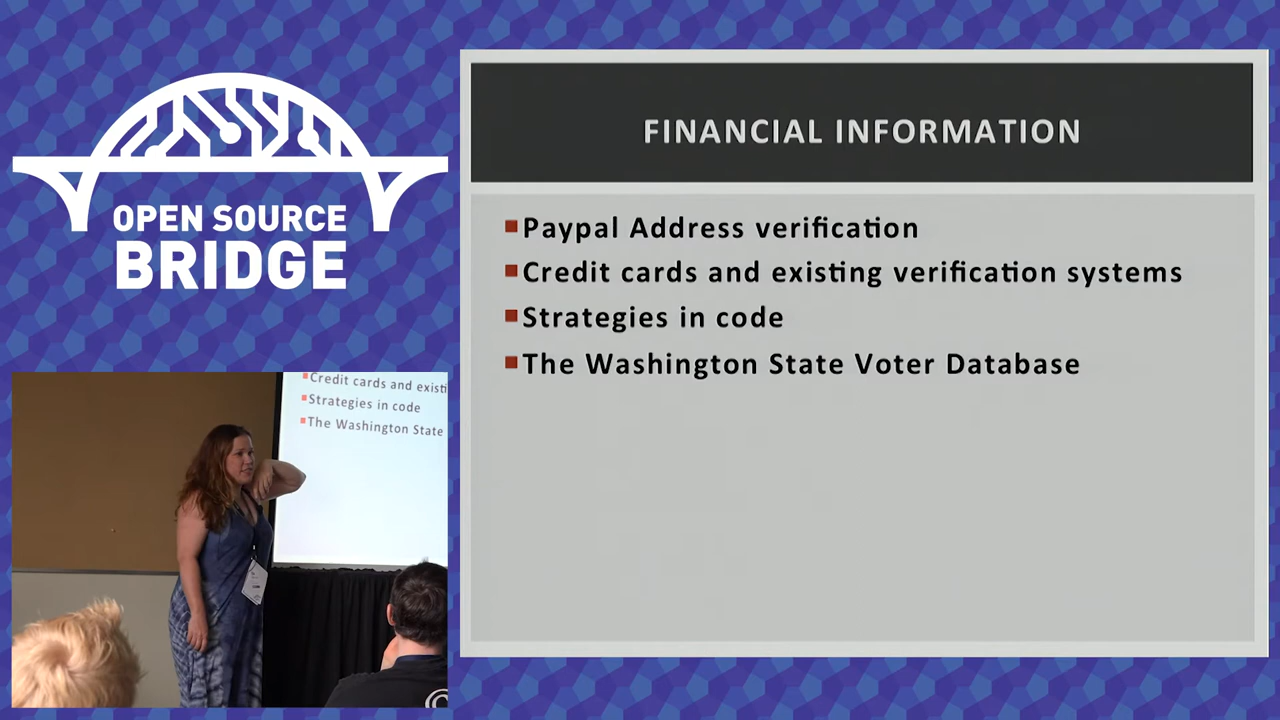 OPEN SOURCE
BRIDGE
FINANCIAL INFORMATION
Paypal Address verification
Credit cards and existing verification systems
Strategies in code
The Washington State Voter Database
Credit cards and existi
Strategies in code
The Washington State